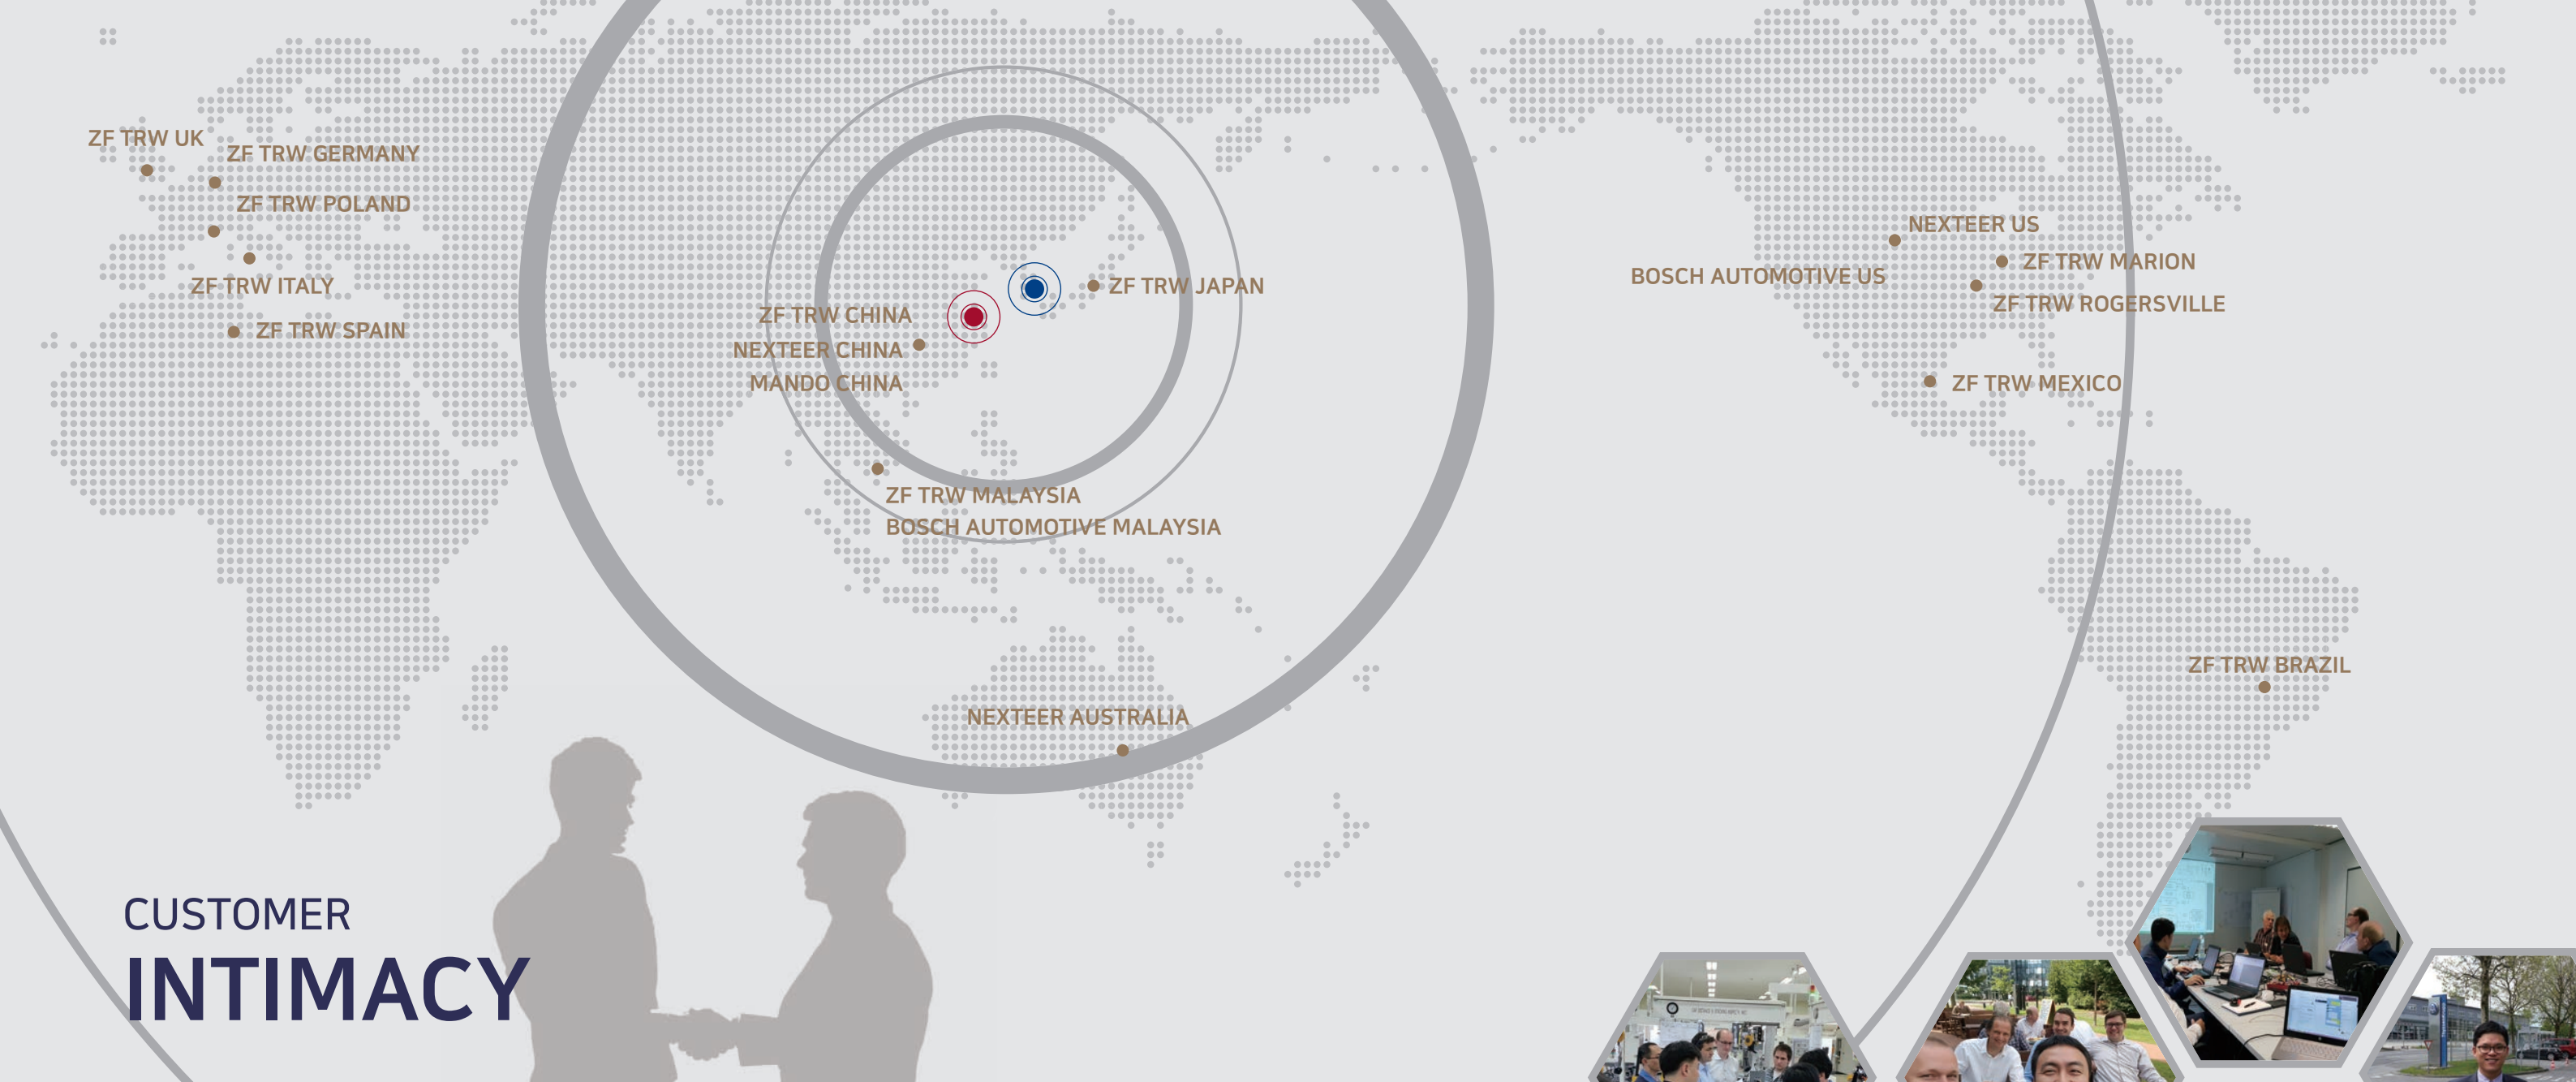 ZF TRW UK
ZF TRW GERMANY
ZF TRW POLAND
ZF TRW ITALY
ZF TRW SPAIN
ZF TRW CHINA
NEXTEER CHINA
MANDO CHINA
ZF TRW JAPAN
ZF TRW MALAYSIA
BOSCH AUTOMOTIVE MALAYSIA
NEXTEER AUSTRALIA
NEXTEER US
BOSCH AUTOMOTIVE US
ZF TRW MARION
ZF TRW ROGERSVILLE
ZF TRW MEXICO
ZF TRW BRAZIL
CUSTOMER
INTIMACY